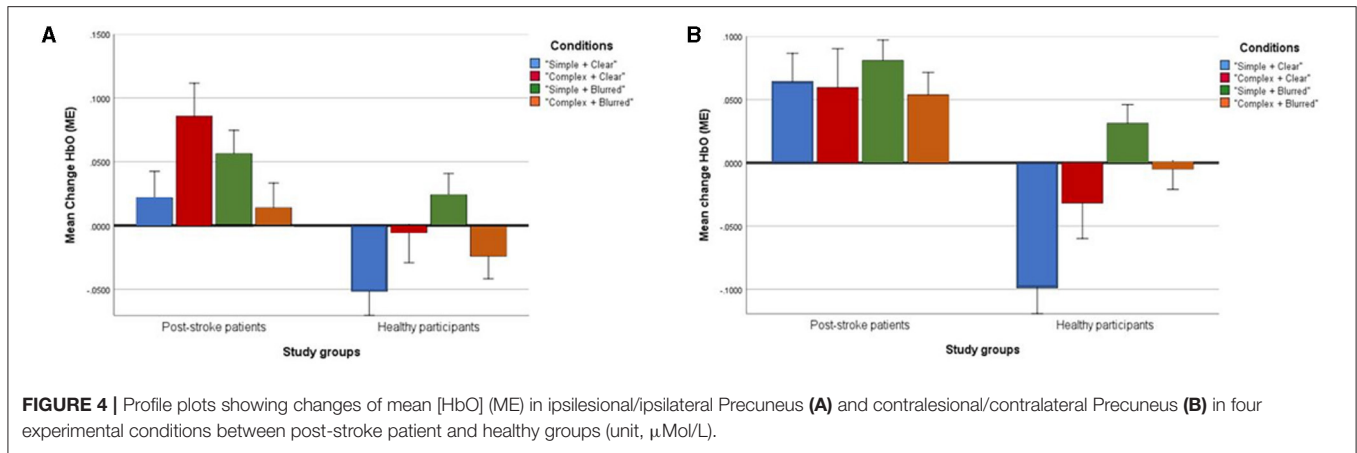 A
.1500
.1000
.0500
.0000
-.0500
Mean Change HbO (ME)
Post-stroke patients
Healthy participants
Study groups
Conditions
"Simple + Clear"
"Complex + Clear"
"Simple + Blurred"
"Complex + Blurred"
B
.1000
.0500
.0000
-.0500
-.1000
Mean change HbO (ME)
Post-stroke patients
Healthy participants
Study groups
Conditions
"Simple + Clear"
"Complex + Clear"
"Simple + Blurred"
"Complex + Blurred"
FIGURE 4 | Profile plots showing changes of mean [HbO] (ME) in ipsilesional/ipsilateral Precuneus (A) and contralesional/contralateral Precuneus (B) in four
experimental conditions between post-stroke patient and healthy groups (unit, μMol/L).